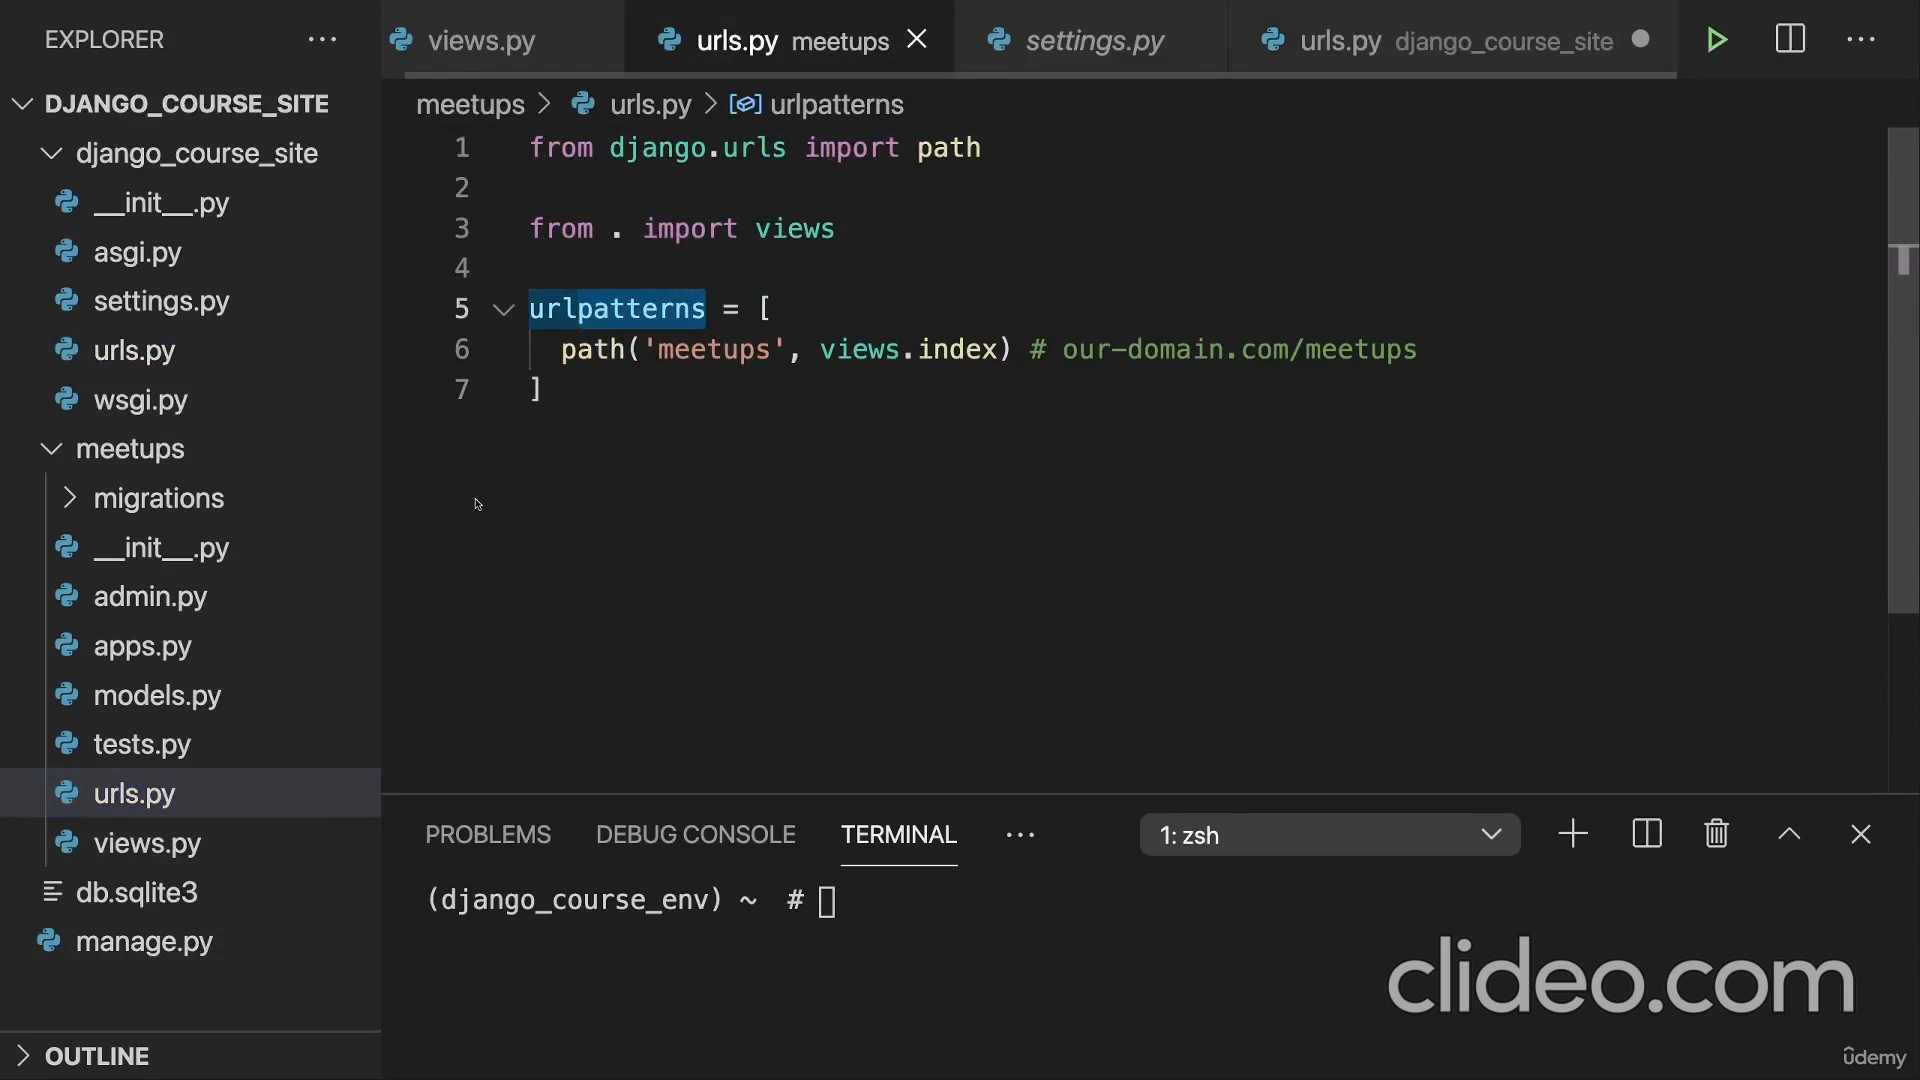 EXPLORER
views.py
urls.py meetups
settings.py
urls.py django_course_site
DJANGO_COURSE_SITE
django_course_site
__init__.py
asgi.py
settings.py
urls.py
wsgi.py
meetups
migrations
__init__.py
admin.py
apps.py
models.py
tests.py
urls.py
views.py
db.sqlite3
manage.py
OUTLINE
meetups > urls.py > urlpatterns
1 from django.urls import path
2
3 from . import views
4
5 urlpatterns = [
6 path('meetups', views.index) # our-domain.com/meetups
7 ]
PROBLEMS DEBUG CONSOLE TERMINAL 1: zsh
(django_course_env) ~ #
clideo.com
ûdemy